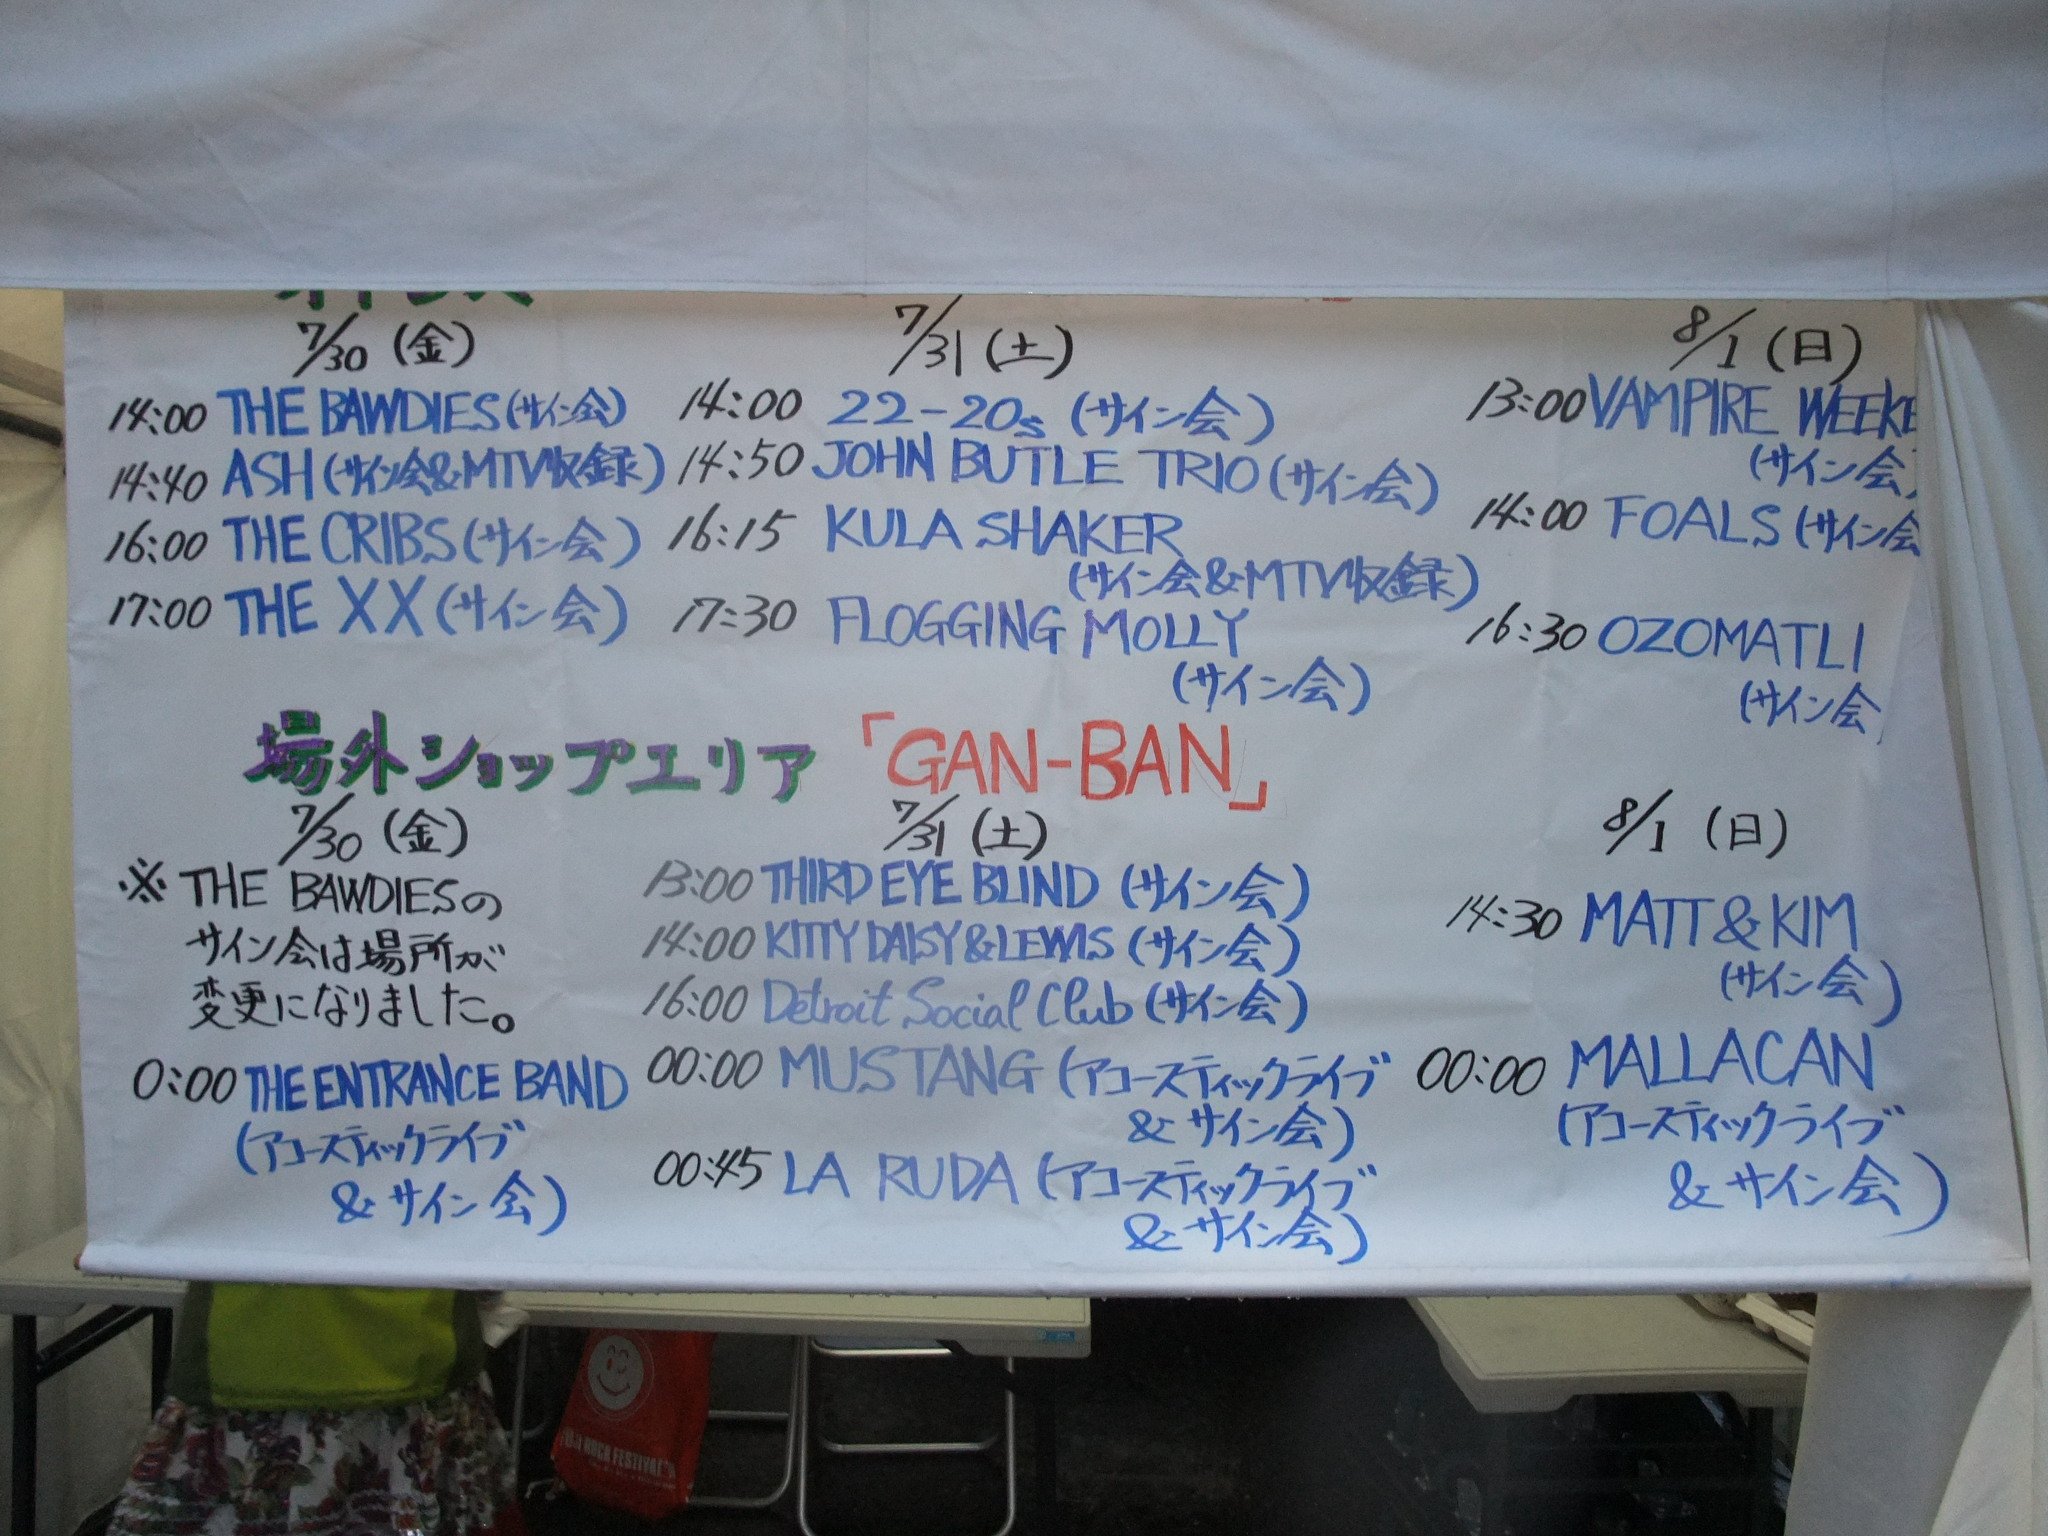 7/30 (金)
14:00 THE BAWDIES (サイン会)
14:40 ASH (サイン会&MTV収録)
16:00 THE CRIBS (サイン会)
17:00 THE XX (サイン会)
7/31 (土)
14:00 22-20s (サイン会)
14:50 JOHN BUTLE TRIO (サイン会)
16:15 KULA SHAKER
(サイン会&MTV収録)
17:30 FLOGGING MOLLY
(サイン会)
8/1 (日)
13:00 VAMPIRE WEEKE
(サイン会)
14:00 FOALS (サイン会
16:30 OZOMATLI
(サイン会
場外ショップエリア「GAN-BAN」
7/30 (金)
※ THE BAWDIESの
サイン会は場所が
変更になりました。
0:00 THE ENTRANCE BAND
(アコースティックライブ
&サイン会)
7/31 (土)
13:00 THIRD EYE BLIND (サイン会)
14:00 KITTY DAISY & LEWIS (サイン会)
16:00 Detroit Social Club (サイン会)
00:00 MUSTANG (アコースティックライブ
&サイン会)
00:45 LA RUDA (アコースティックライブ
&サイン会)
8/1 (日)
14:30 MATT & KIM
(サイン会)
00:00 MALLACAN
(アコースティックライブ
&サイン会)
ROCK FESTIVAL